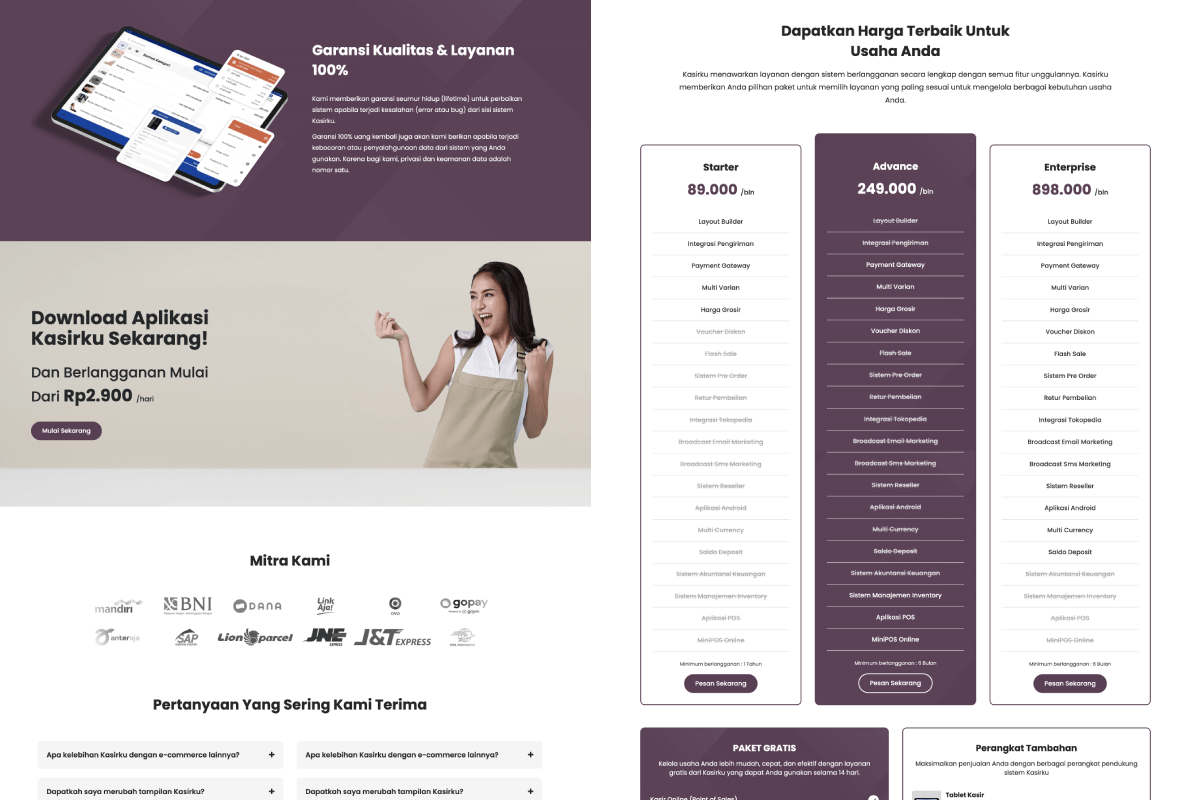 Garansi Kualitas & Layanan
100%
Kami memberikan garansi seumur hidup (lifetime) untuk perbaikan
sistem apabila terjadi kesalahan (error atau bug) dari sisi sistem
Kasirku.
Garansi 100% uang kembali juga akan kami berikan apabila terjadi
kebocoran atau penyalahgunaan data dari sistem yang Anda
gunakan. Karena bagi kami, privasi dan keamanan data adalah
nomor satu.
Download Aplikasi
Kasirku Sekarang!
Dan Berlangganan Mulai
Dari Rp2.900 /hari
Mulai Sekarang
Mitra Kami
mandiri
BNI
DANA
Link Aja!
OVO
gopay
anteraja
SAP
Lion parcel
JNE EXPRESS
J&T EXPRESS
Pertanyaan Yang Sering Kami Terima
Apa kelebihan Kasirku dengan e-commerce lainnya? +
Apa kelebihan Kasirku dengan e-commerce lainnya? +
Dapatkah saya merubah tampilan Kasirku? +
Dapatkah saya merubah tampilan Kasirku? +
Dapatkan Harga Terbaik Untuk
Usaha Anda
Kasirku menawarkan layanan dengan sistem berlangganan secara lengkap dengan semua fitur unggulannya. Kasirku
memberikan Anda pilihan paket untuk memilih layanan yang paling sesuai untuk mengelola berbagai kebutuhan usaha
Anda.
Starter
89.000 /bln
Layout Builder
Integrasi Pengiriman
Payment Gateway
Multi Varian
Harga Grosir
Voucher Diskon
Flash Sale
Sistem Pre Order
Retur Pembelian
Integrasi Tokopedia
Broadcast Email Marketing
Broadcast Sms Marketing
Sistem Reseller
Aplikasi Android
Multi Currency
Saldo Deposit
Sistem Akuntansi Keuangan
Sistem Manajemen Inventory
Aplikasi POS
MiniPOS Online
Minimum berlangganan : 1 Tahun
Pesan Sekarang
Advance
249.000 /bln
Layout Builder
Integrasi Pengiriman
Payment Gateway
Multi Varian
Harga Grosir
Voucher Diskon
Flash Sale
Sistem Pre Order
Retur Pembelian
Integrasi Tokopedia
Broadcast Email Marketing
Broadcast Sms Marketing
Sistem Reseller
Aplikasi Android
Multi Currency
Saldo Deposit
Sistem Akuntansi Keuangan
Sistem Manajemen Inventory
Aplikasi POS
MiniPOS Online
Minimum berlangganan : 6 Bulan
Pesan Sekarang
Enterprise
898.000 /bln
Layout Builder
Integrasi Pengiriman
Payment Gateway
Multi Varian
Harga Grosir
Voucher Diskon
Flash Sale
Sistem Pre Order
Retur Pembelian
Integrasi Tokopedia
Broadcast Email Marketing
Broadcast Sms Marketing
Sistem Reseller
Aplikasi Android
Multi Currency
Saldo Deposit
Sistem Akuntansi Keuangan
Sistem Manajemen Inventory
Aplikasi POS
MiniPOS Online
Minimum berlangganan : 6 Bulan
Pesan Sekarang
PAKET GRATIS
Kelola usaha Anda lebih mudah, cepat, dan efektif dengan layanan
gratis dari Kasirku yang dapat Anda gunakan selama 14 hari.
Kasir Online (Point of Sales)
Perangkat Tambahan
Maksimalkan penjualan Anda dengan berbagai perangkat pendukung
sistem Kasirku
Tablet Kasir